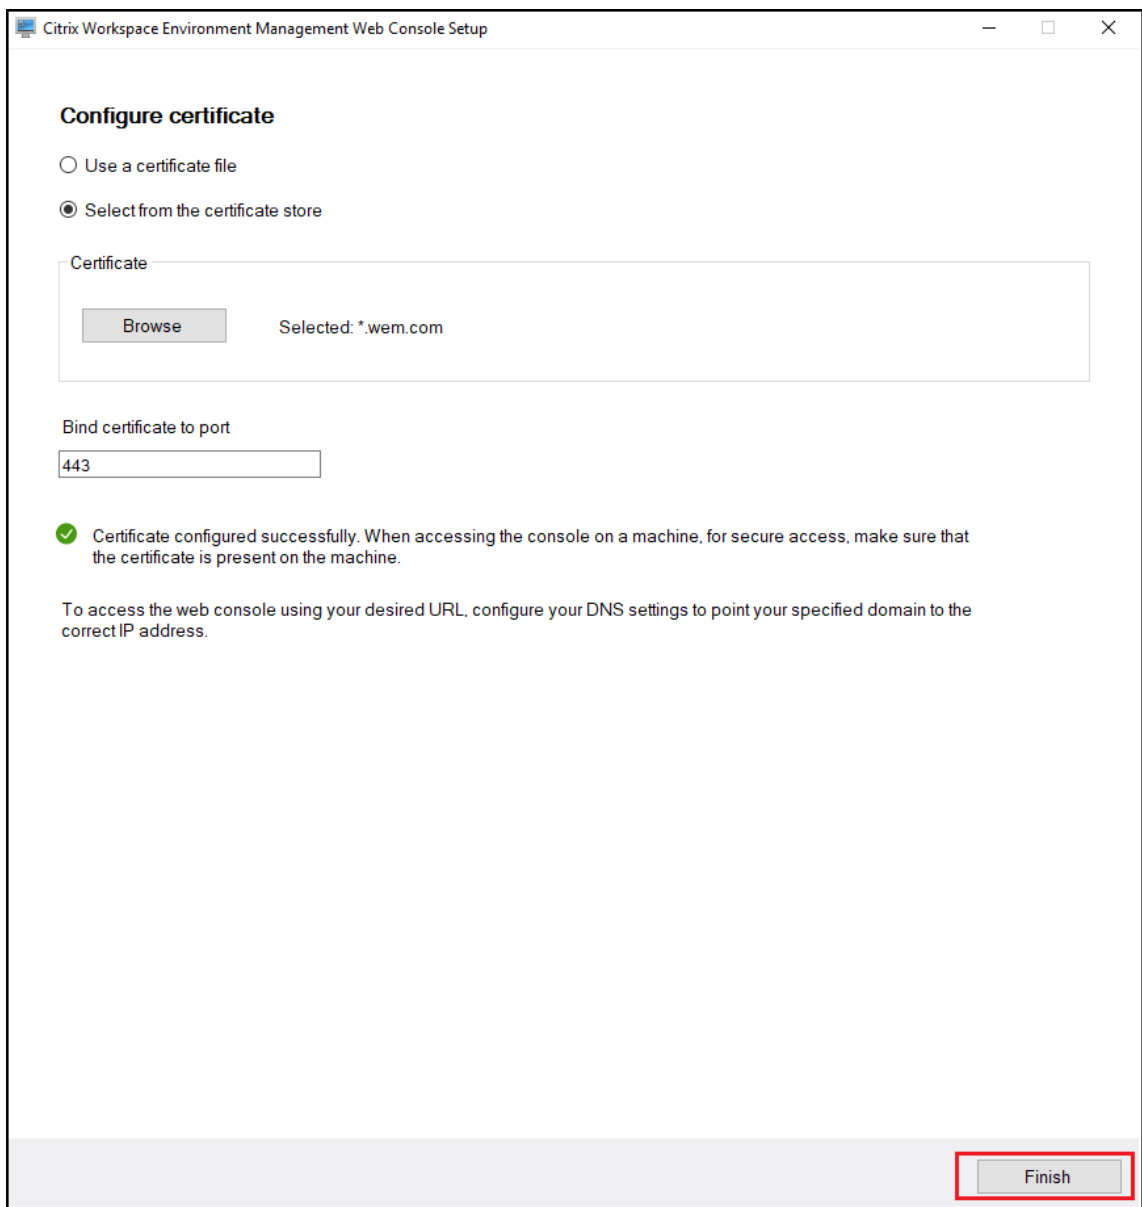 Citrix Workspace Environment Management Web Console Setup
Configure certificate
Use a certificate file
Select from the certificate store
Certificate
Browse
Selected: *.wem.com
Bind certificate to port
443
Certificate configured successfully. When accessing the console on a machine, for secure access, make sure that
the certificate is present on the machine.
To access the web console using your desired URL, configure your DNS settings to point your specified domain to the
correct IP address.
Finish